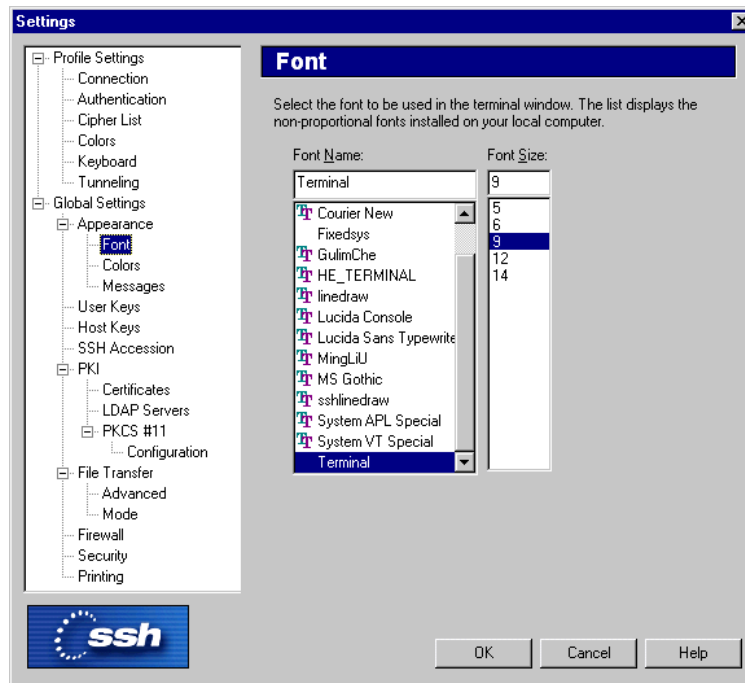 Settings
Profile Settings
Connection
Authentication
Cipher List
Colors
Keyboard
Tunneling
Global Settings
Appearance
Font
Colors
Messages
User Keys
Host Keys
SSH Accession
PKI
Certificates
LDAP Servers
PKCS #11
Configuration
File Transfer
Advanced
Mode
Firewall
Security
Printing
ssh
Font
Select the font to be used in the terminal window. The list displays the
non-proportional fonts installed on your local computer.
Font Name:
Terminal
Courier New
Fixedsys
GulimChe
HE_TERMINAL
linedraw
Lucida Console
Lucida Sans Typewrite
MingLiU
MS Gothic
sshlinedraw
System APL Special
System VT Special
Terminal
Font Size:
9
5
6
9
12
14
OK
Cancel
Help